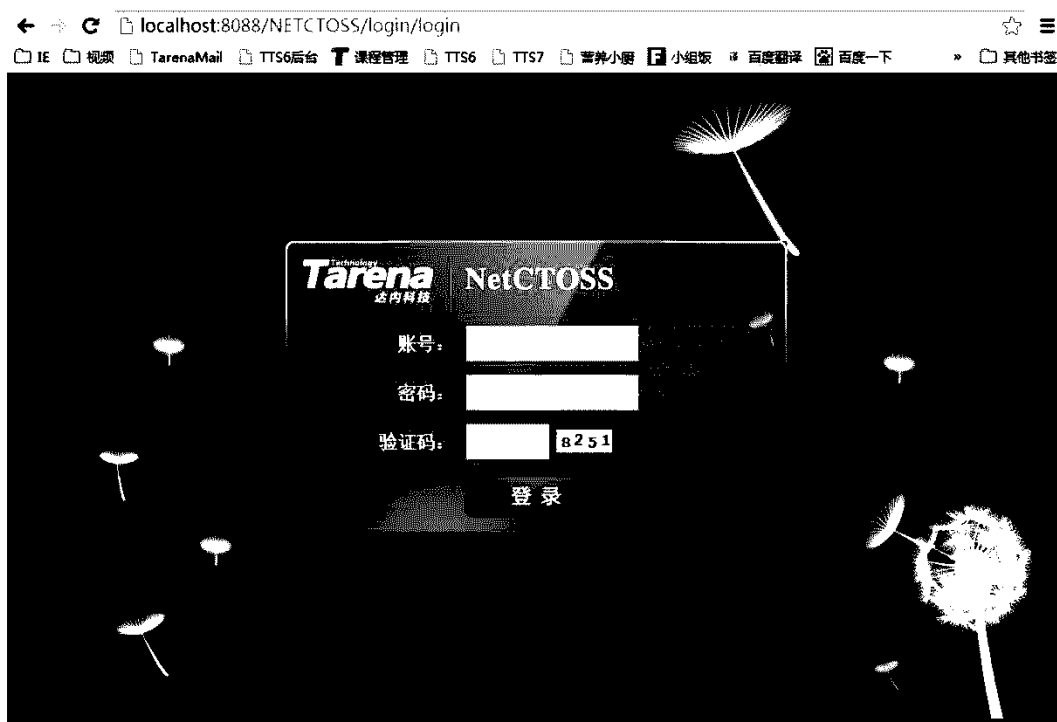 localhost:8088/NETCTOSS/login/login
IE 视频 TarenaMail TTS6后台 T 课程管理 TTS6 TTS7 营养小厨 F 小组饭 译 百度翻译 百度一下 » 其他书签
Technology
Tarena NetCTOSS
达内科技
账号:
密码:
验证码: 8251
登 录